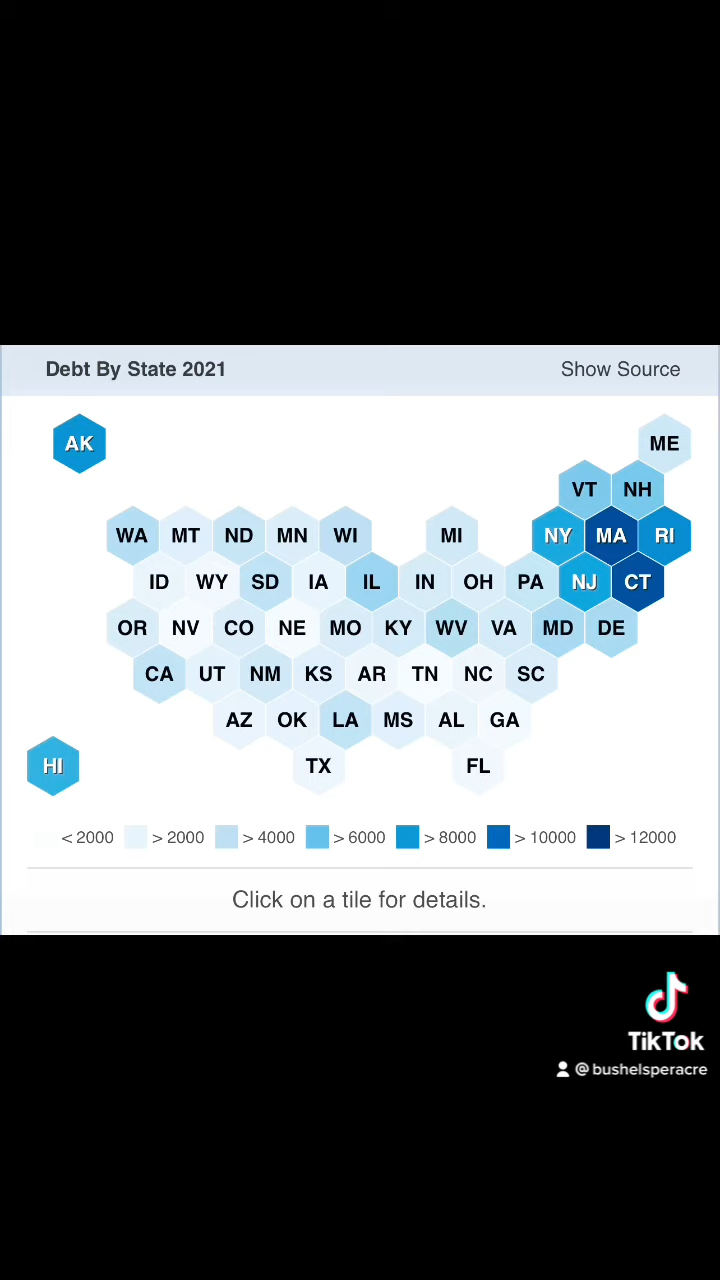 Debt By State 2021 Show Source
AK ME
VT NH
WA MT ND MN WI MI NY MA RI
ID WY SD IA IL IN OH PA NJ CT
OR NV CO NE MO KY WV VA MD DE
CA UT NM KS AR TN NC SC
AZ OK LA MS AL GA
HI TX FL
< 2000 > 2000 > 4000 > 6000 > 8000 > 10000 > 12000
Click on a tile for details.
TikTok
@bushelsperacre